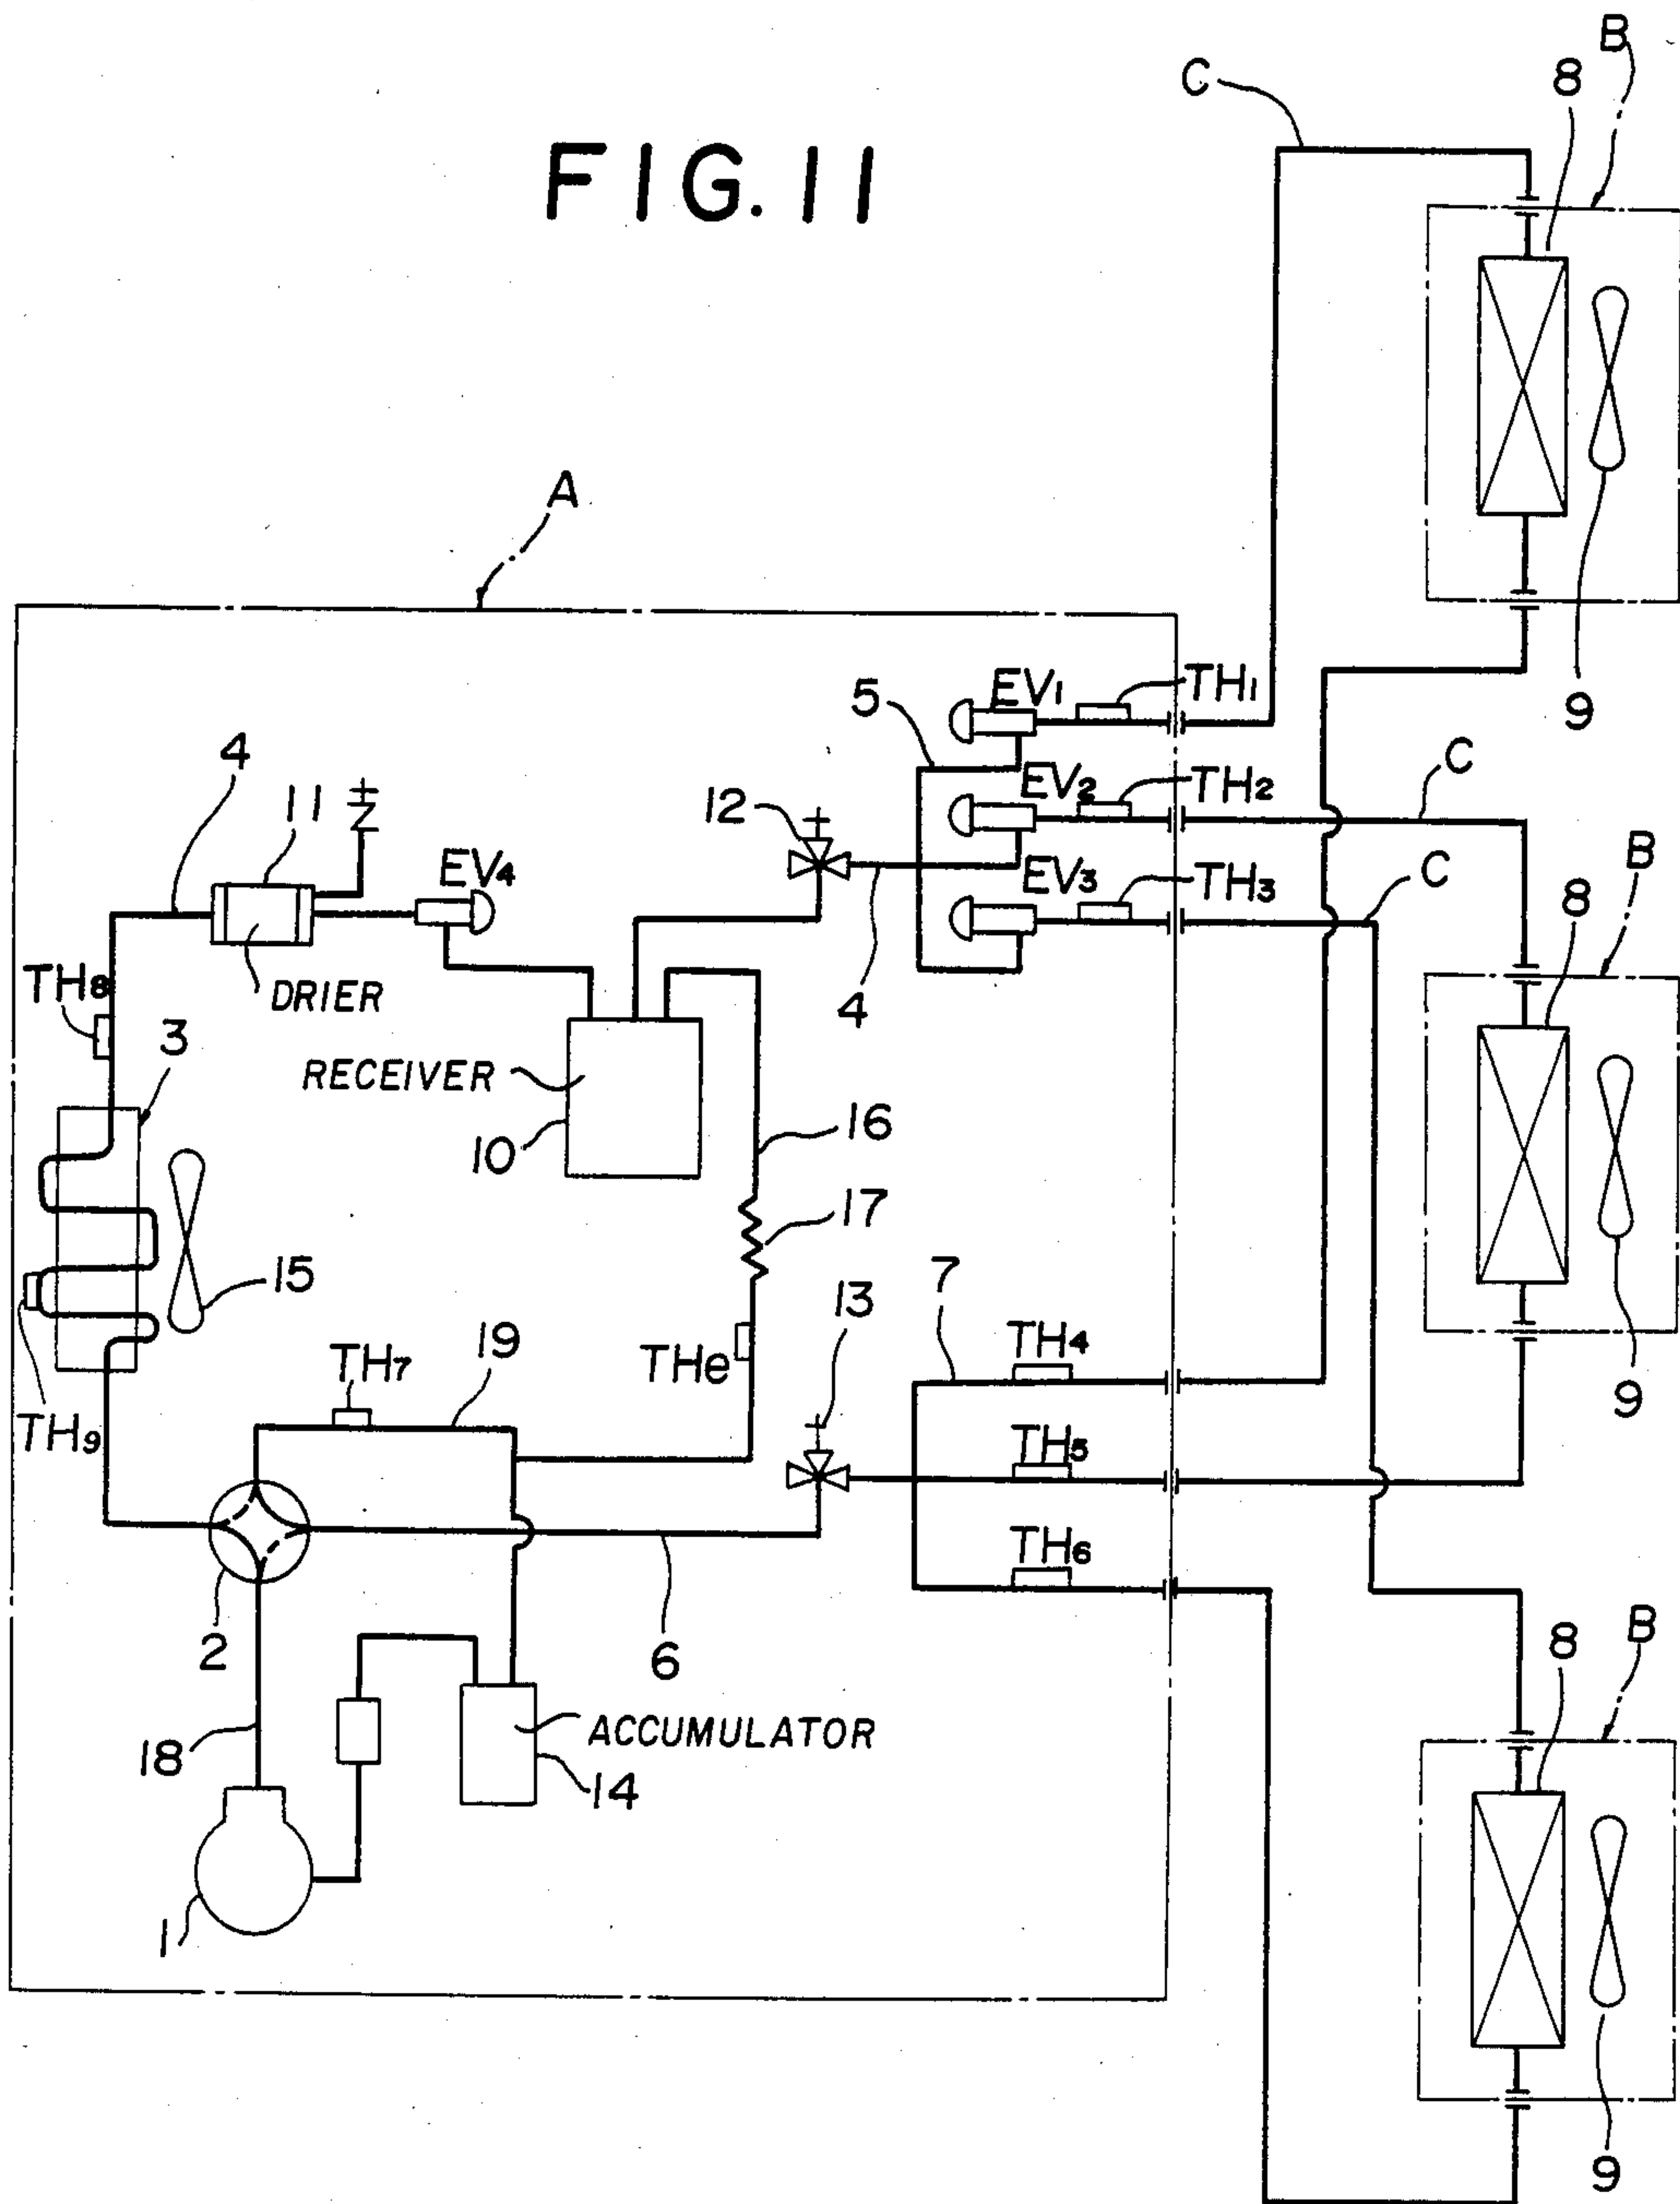 FIG. 11
B
8
C
9
A
5
EV1
TH1
4
11
12
EV2
TH2
C
EV4
4
EV3
TH3
C
B
8
TH8
DRIER
3
RECEIVER
10
16
17
15
7
13
TH4
19
TH7
THe
TH9
TH5
9
TH6
2
6
B
8
18
ACCUMULATOR
14
1
9